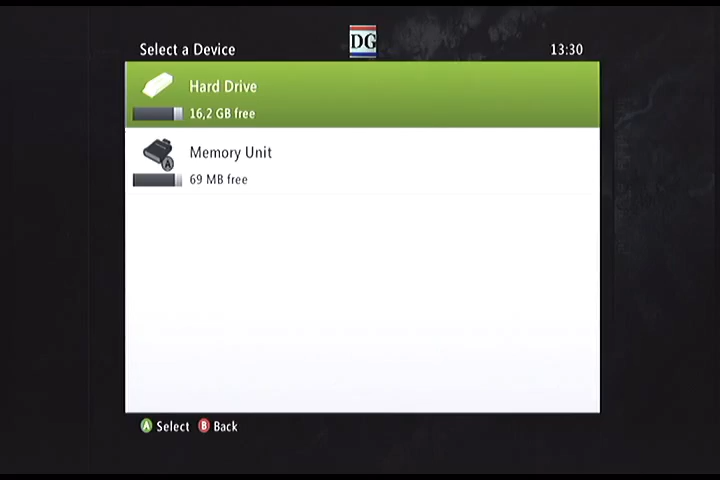 Select a Device
DG
13:30
Hard Drive
16,2 GB free
Memory Unit
A
69 MB free
A Select B Back